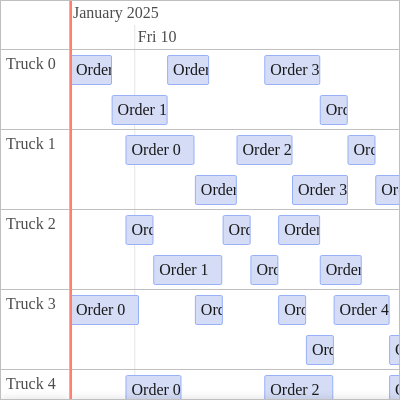 January 2025
Fri 10
Truck 0 Order Order Order 3
Order 1 Ord
Truck 1 Order 0 Order 2 Ord
Order Order 3 Or
Truck 2 Ord Ord Order
Order 1 Ord Order
Truck 3 Order 0 Ord Ord Order 4
Ord
Truck 4 Order 0 Order 2